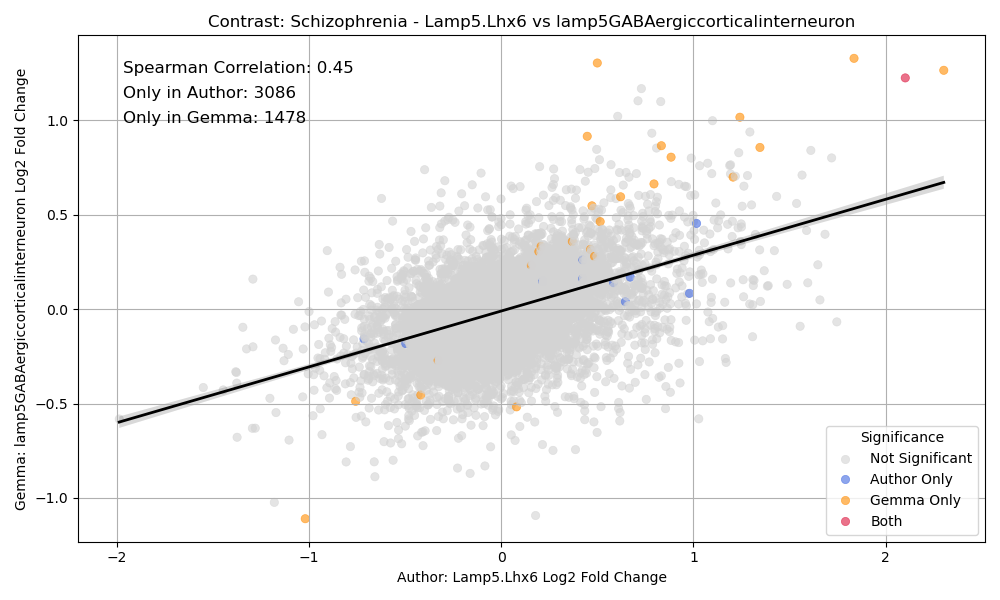 Contrast: Schizophrenia - Lamp5.Lhx6 vs lamp5GABAergiccorticalinterneuron
Spearman Correlation: 0.45
Only in Author: 3086
Only in Gemma: 1478
Gemma: lamp5GABAergiccorticalinterneuron Log2 Fold Change
1.0
0.5
0.0
−0.5
−1.0
Significance
Not Significant
Author Only
Gemma Only
Both
−2
−1
0
1
2
Author: Lamp5.Lhx6 Log2 Fold Change